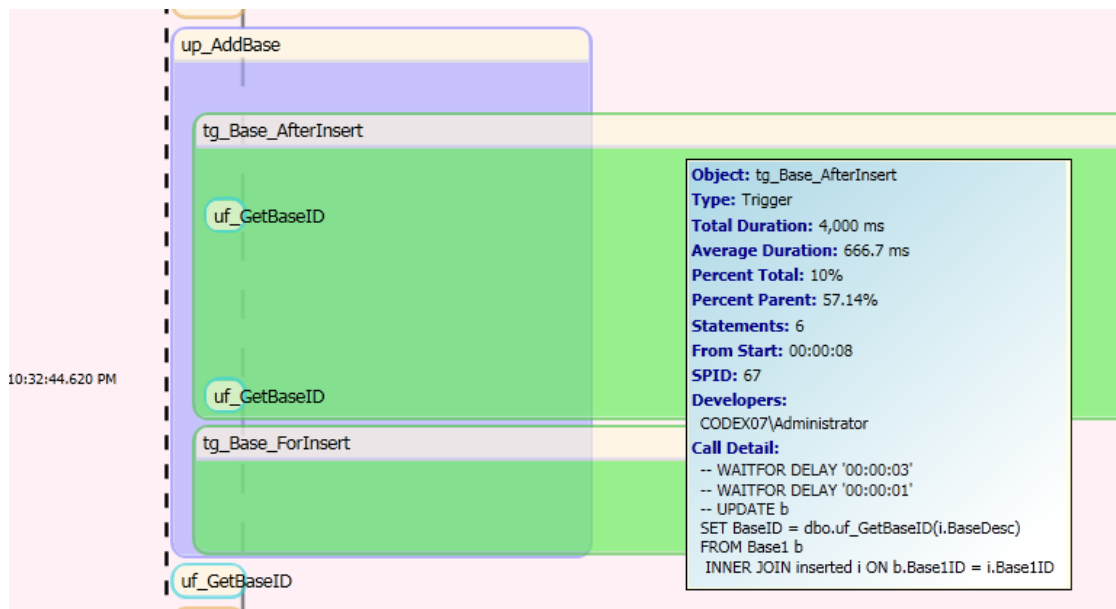 up_AddBase
tg_Base_AfterInsert
Object: tg_Base_AfterInsert
Type: Trigger
Total Duration: 4,000 ms
Average Duration: 666.7 ms
Percent Total: 10%
Percent Parent: 57.14%
Statements: 6
From Start: 00:00:08
SPID: 67
Developers:
CODEX07\Administrator
Call Detail:
-- WAITFOR DELAY '00:00:03'
-- WAITFOR DELAY '00:00:01'
-- UPDATE b
SET BaseID = dbo.uf_GetBaseID(i.BaseDesc)
FROM Base1 b
INNER JOIN inserted i ON b.Base1ID = i.Base1ID
uf_GetBaseID
10:32:44.620 PM
uf_GetBaseID
tg_Base_ForInsert
uf_GetBaseID